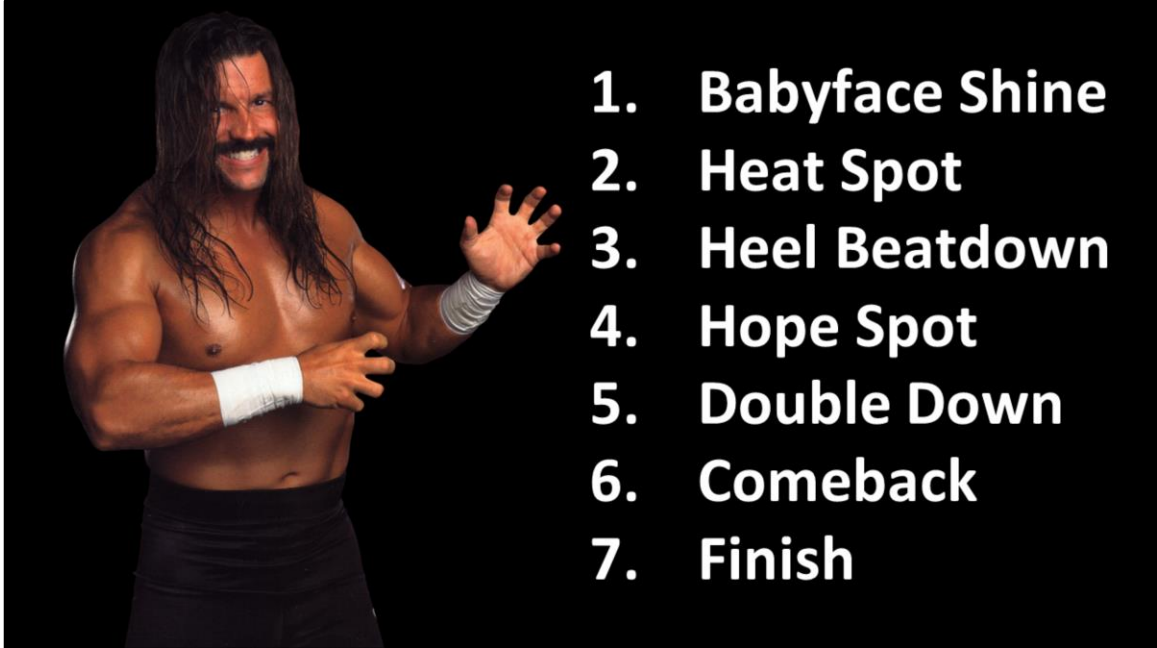 1. Babyface Shine
2. Heat Spot
3. Heel Beatdown
4. Hope Spot
5. Double Down
6. Comeback
7. Finish